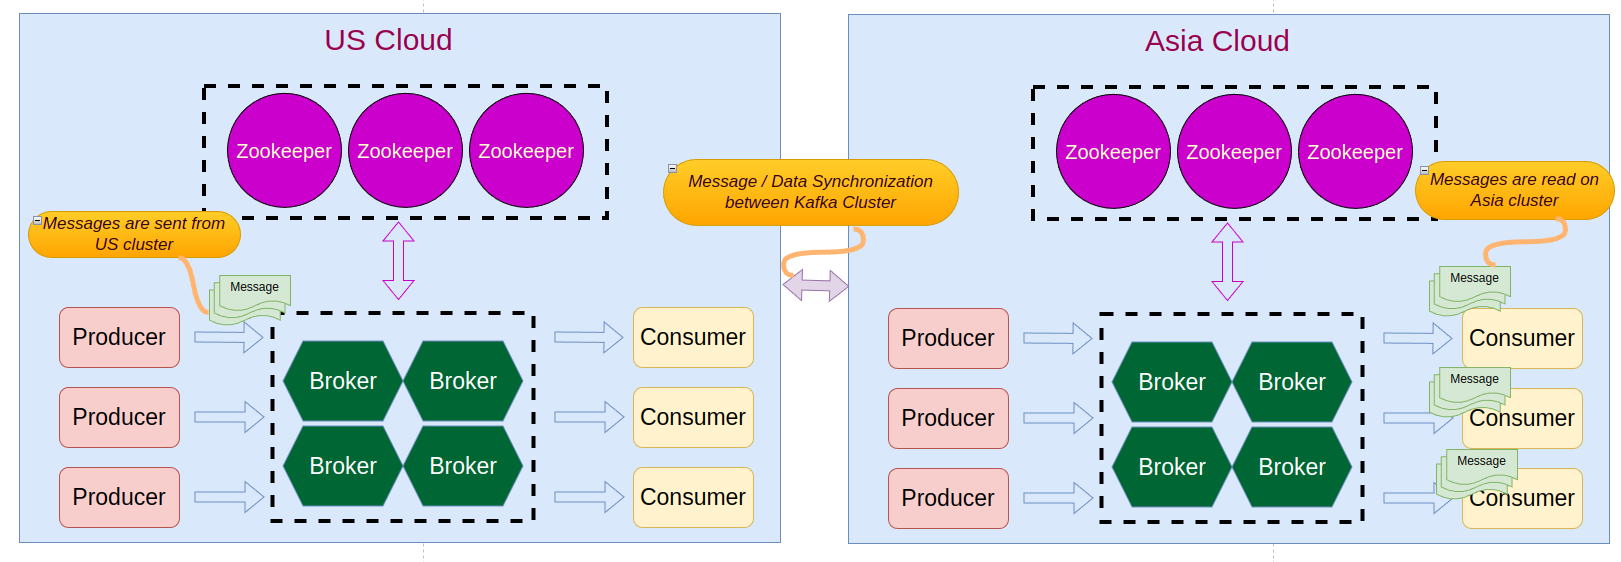 US Cloud
Zookeeper
Zookeeper
Zookeeper
Messages are sent from
US cluster
Message
Producer
Producer
Producer
Broker
Broker
Broker
Broker
Consumer
Consumer
Consumer
Message / Data Synchronization
between Kafka Cluster
Asia Cloud
Zookeeper
Zookeeper
Zookeeper
Messages are read on
Asia cluster
Producer
Producer
Producer
Broker
Broker
Broker
Broker
Message
Consumer
Message
Consumer
Message
Consumer